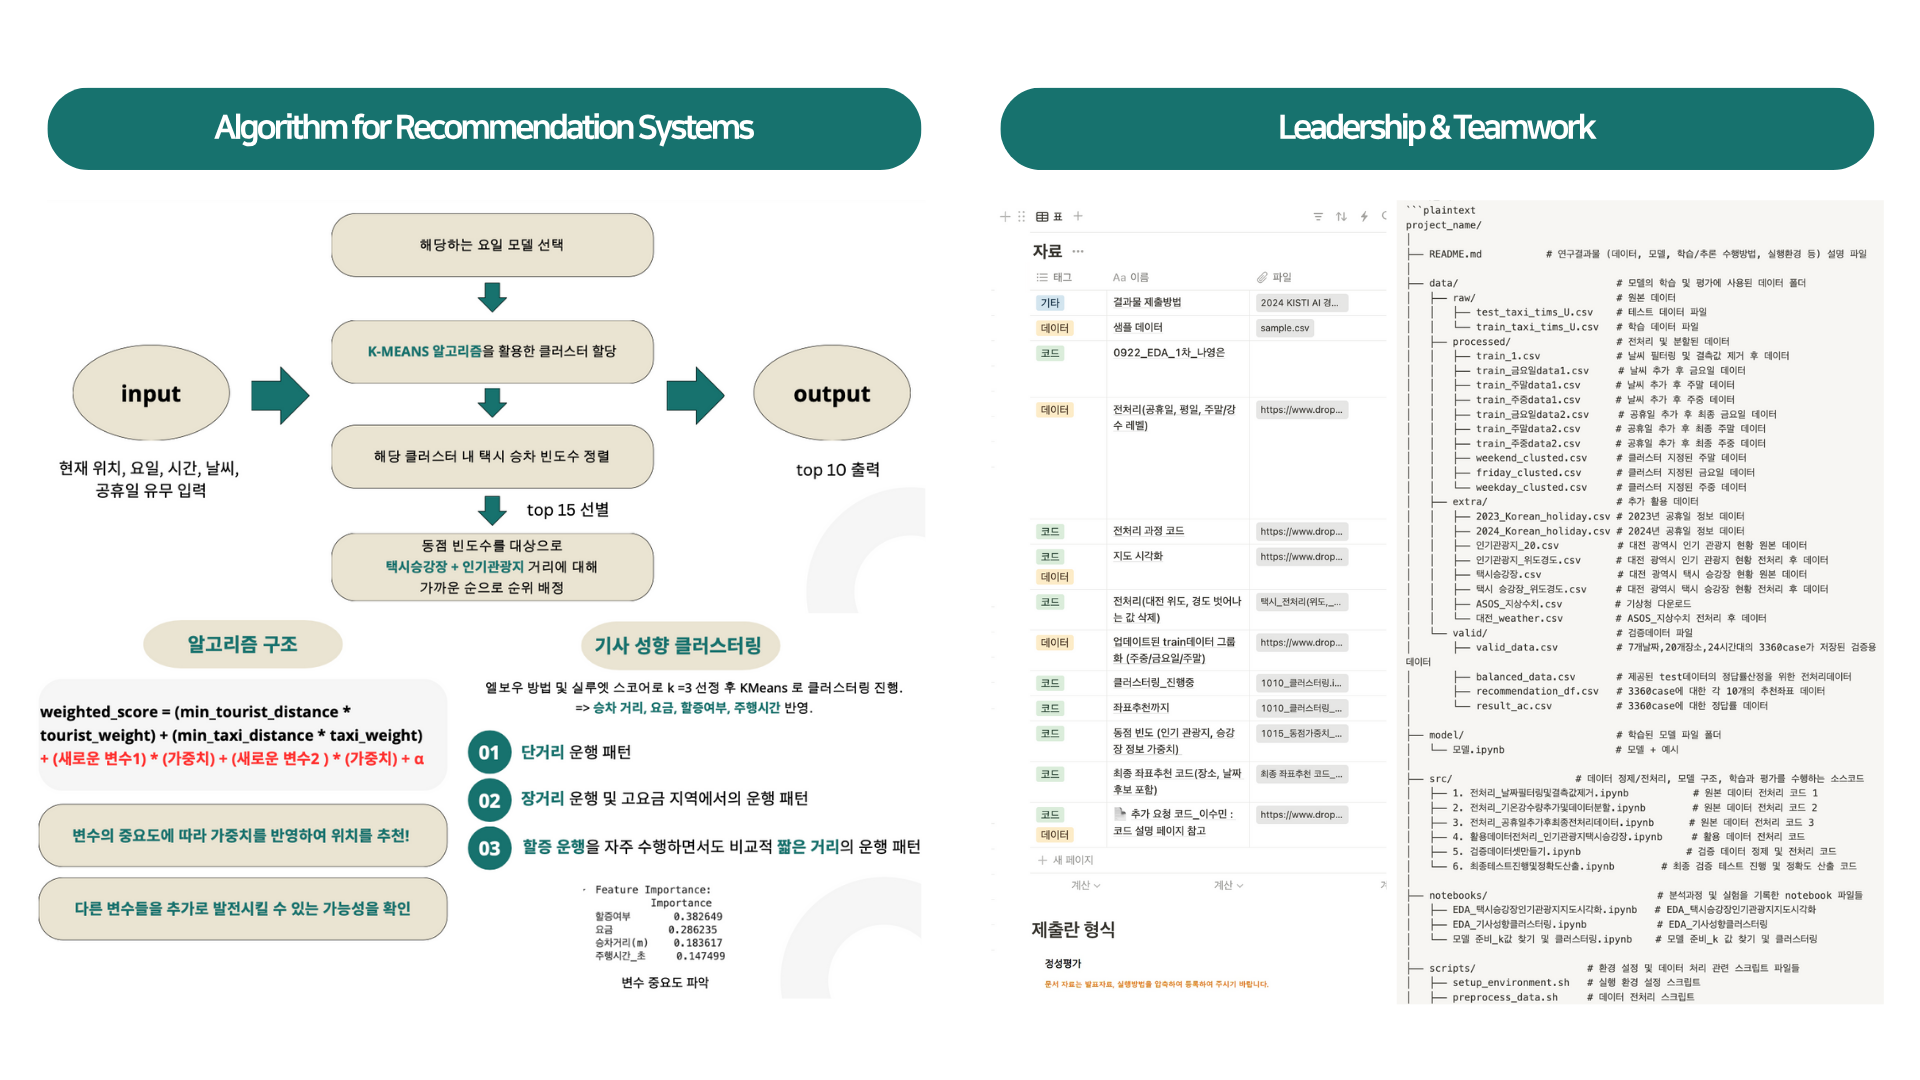 Algorithm for Recommendation Systems
해당하는 요일 모델 선택
K-MEANS 알고리즘을 활용한 클러스터 할당
input
output
해당 클러스터 내 택시 승차 빈도수 정렬
현재 위치, 요일, 시간, 날씨,
공휴일 유무 입력
top 10 출력
top 15 선별
동점 빈도수를 대상으로
택시승강장 + 인기관광지 거리에 대해
가까운 순으로 순위 배정
알고리즘 구조
weighted_score = (min_tourist_distance *
tourist_weight) + (min_taxi_distance * taxi_weight)
+ (새로운 변수1) * (가중치) + (새로운 변수2 ) * (가중치) + α
변수의 중요도에 따라 가중치를 반영하여 위치를 추천!
다른 변수들을 추가로 발전시킬 수 있는 가능성을 확인
기사 성향 클러스터링
엘보우 방법 및 실루엣 스코어로 k =3 선정 후 KMeans 로 클러스터링 진행.
=> 승차 거리, 요금, 할증여부, 주행시간 반영.
01 단거리 운행 패턴
02 장거리 운행 및 고요금 지역에서의 운행 패턴
03 할증 운행을 자주 수행하면서도 비교적 짧은 거리의 운행 패턴
Feature Importance:
Importance
할증여부 0.382649
요금 0.286235
승차거리(m) 0.183617
주행시간_초 0.147499
변수 중요도 파악
Leadership & Teamwork
표
자료 ...
태그 Aa 이름 파일
기타 결과물 제출방법 2024 KISTI AI 경...
데이터 샘플 데이터 sample.csv
코드 0922_EDA_1차_나영은
데이터 전처리(공휴일, 평일, 주말/강 https://www.drop...
수 레벨)
코드 전처리 과정 코드 https://www.drop...
코드 지도 시각화 https://www.drop...
데이터
코드 전처리(대전 위도, 경도 벗어나 택시_전처리(위도,_...
는 값 삭제)
데이터 업데이트된 train데이터 그룹 https://www.drop...
화 (주중/금요일/주말)
코드 클러스터링_진행중 1010_클러스터링.i...
코드 좌표추천까지 1010_클러스터링_...
코드 동점 빈도 (인기 관광지, 승강 1015_동점가중치_...
장 정보 가중치)
코드 최종 좌표추천 코드(장소, 날짜 최종 좌표추천 코드_...
후보 포함)
코드 추가 요청 코드_이수민 : https://www.drop...
데이터 코드 설명 페이지 참고
+ 새 페이지
계산 계산
제출란 형식
정성평가
문서 자료는 발표자료, 실행방법을 압축하여 등록하여 주시기 바랍니다.
```plaintext
project_name/
│
├── README.md # 연구결과물 (데이터, 모델, 학습/추론 수행방법, 실행환경 등) 설명 파일
│
├── data/ # 모델의 학습 및 평가에 사용된 데이터 폴더
│ ├── raw/ # 원본 데이터
│ │ ├── test_taxi_tims_U.csv # 테스트 데이터 파일
│ │ └── train_taxi_tims_U.csv # 학습 데이터 파일
│ ├── processed/ # 전처리 및 분할된 데이터
│ │ ├── train_1.csv # 날씨 필터링 및 결측값 제거 후 데이터
│ │ ├── train_금요일data1.csv # 날씨 추가 후 금요일 데이터
│ │ ├── train_주말data1.csv # 날씨 추가 후 주말 데이터
│ │ ├── train_주중data1.csv # 날씨 추가 후 주중 데이터
│ │ ├── train_금요일data2.csv # 공휴일 추가 후 최종 금요일 데이터
│ │ ├── train_주말data2.csv # 공휴일 추가 후 최종 주말 데이터
│ │ ├── train_주중data2.csv # 공휴일 추가 후 최종 주중 데이터
│ │ ├── weekend_clusted.csv # 클러스터 지정된 주말 데이터
│ │ ├── friday_clusted.csv # 클러스터 지정된 금요일 데이터
│ │ └── weekday_clusted.csv # 클러스터 지정된 주중 데이터
│ ├── extra/ # 추가 활용 데이터
│ │ ├── 2023_Korean_holiday.csv # 2023년 공휴일 정보 데이터
│ │ ├── 2024_Korean_holiday.csv # 2024년 공휴일 정보 데이터
│ │ ├── 인기관광지_20.csv # 대전 광역시 인기 관광지 현황 원본 데이터
│ │ ├── 인기관광지_위도경도.csv # 대전 광역시 인기 관광지 현황 전처리 후 데이터
│ │ ├── 택시승강장.csv # 대전 광역시 택시 승강장 현황 원본 데이터
│ │ ├── 택시 승강장_위도경도.csv # 대전 광역시 택시 승강장 현황 전처리 후 데이터
│ │ ├── ASOS_지상수치.csv # 기상청 다운로드
│ │ └── 대전_weather.csv # ASOS_지상수치 전처리 후 데이터
│ └── valid/ # 검증데이터 파일
│ ├── valid_data.csv # 7개날짜,20개장소,24시간대의 3360case가 저장된 검증용
데이터
│ ├── balanced_data.csv # 제공된 test데이터의 정답률산정을 위한 전처리데이터
│ ├── recommendation_df.csv # 3360case에 대한 각 10개의 추천좌표 데이터
│ └── result_ac.csv # 3360case에 대한 정답률 데이터
│
├── model/ # 학습된 모델 파일 폴더
│ └── 모델.ipynb # 모델 + 예시
│
├── src/ # 데이터 정제/전처리, 모델 구조, 학습과 평가를 수행하는 소스코드
│ ├── 1. 전처리_날짜필터링및결측값제거.ipynb # 원본 데이터 전처리 코드 1
│ ├── 2. 전처리_기온강수량추가및데이터분할.ipynb # 원본 데이터 전처리 코드 2
│ ├── 3. 전처리_공휴일추가후최종전처리데이터.ipynb # 원본 데이터 전처리 코드 3
│ ├── 4. 활용데이터전처리_인기관광지택시승강장.ipynb # 활용 데이터 전처리 코드
│ ├── 5. 검증데이터셋만들기.ipynb # 검증 데이터 정제 및 전처리 코드
│ └── 6. 최종테스트진행및정확도산출.ipynb # 최종 검증 테스트 진행 및 정확도 산출 코드
│
├── notebooks/ # 분석과정 및 실험을 기록한 notebook 파일들
│ ├── EDA_택시승강장인기관광지지도시각화.ipynb # EDA_택시승강장인기관광지지도시각화
│ ├── EDA_기사성향클러스터링.ipynb # EDA_기사성향클러스터링
│ └── 모델 준비_k값 찾기 및 클러스터링.ipynb # 모델 준비_k 값 찾기 및 클러스터링
│
├── scripts/ # 환경 설정 및 데이터 처리 관련 스크립트 파일들
│ ├── setup_environment.sh # 실행 환경 설정 스크립트
│ ├── preprocess_data.sh # 데이터 전처리 스크립트